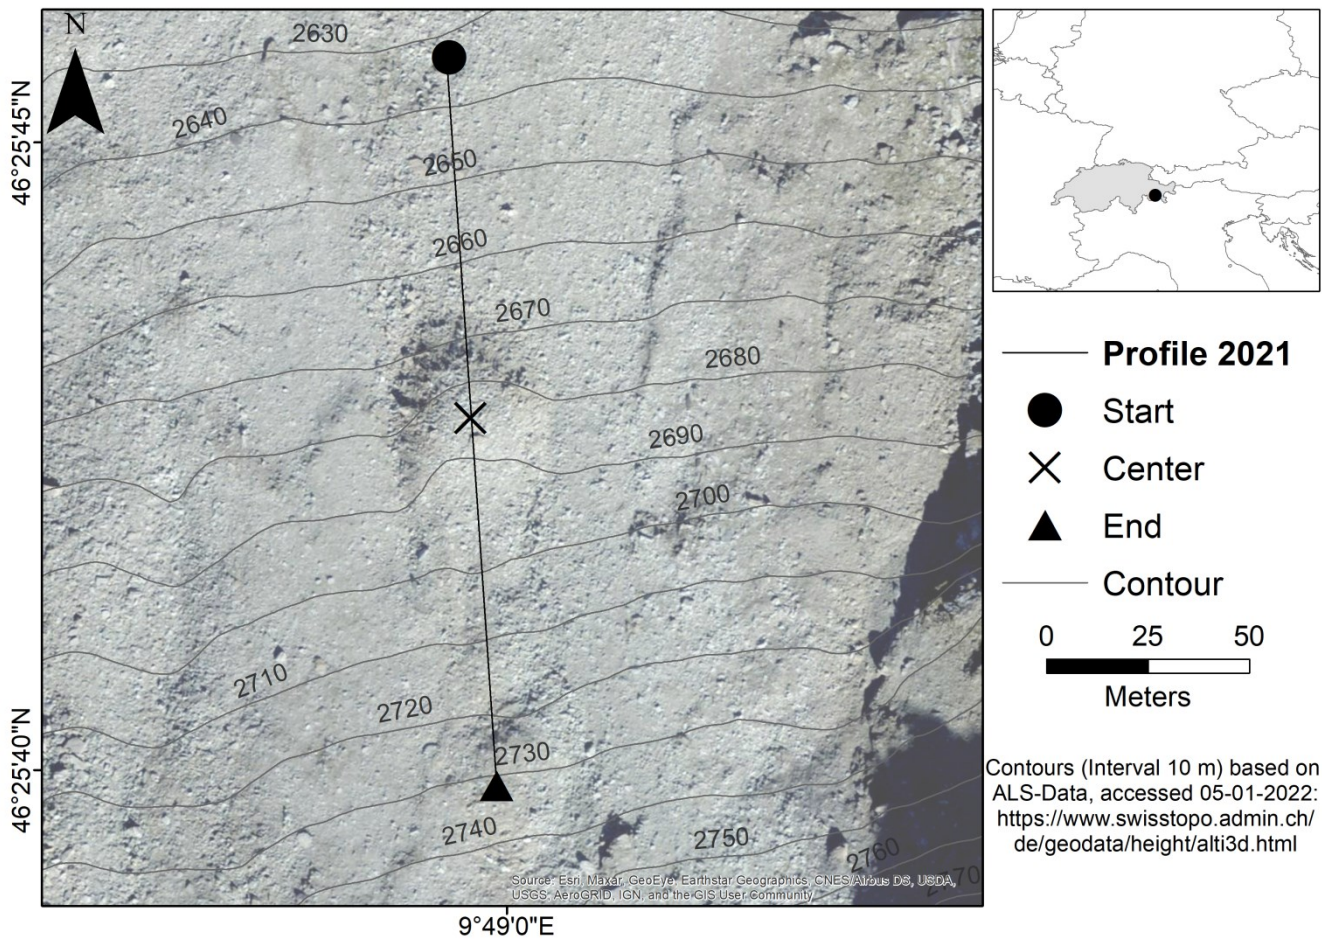 N
2630
2640
2650
2660
2670
2680
2690
2700
2710
2720
2730
2740
2750
2760
46°25'45"N
46°25'40"N
9°49'0"E
Source: Esri, Maxar, GeoEye, Earthstar Geographics, CNES/Airbus DS, USDA,
USGS, AeroGRID, IGN, and the GIS User Community
Profile 2021
Start
Center
End
Contour
0 25 50
Meters
Contours (Interval 10 m) based on
ALS-Data, accessed 05-01-2022:
https://www.swisstopo.admin.ch/
de/geodata/height/alti3d.html